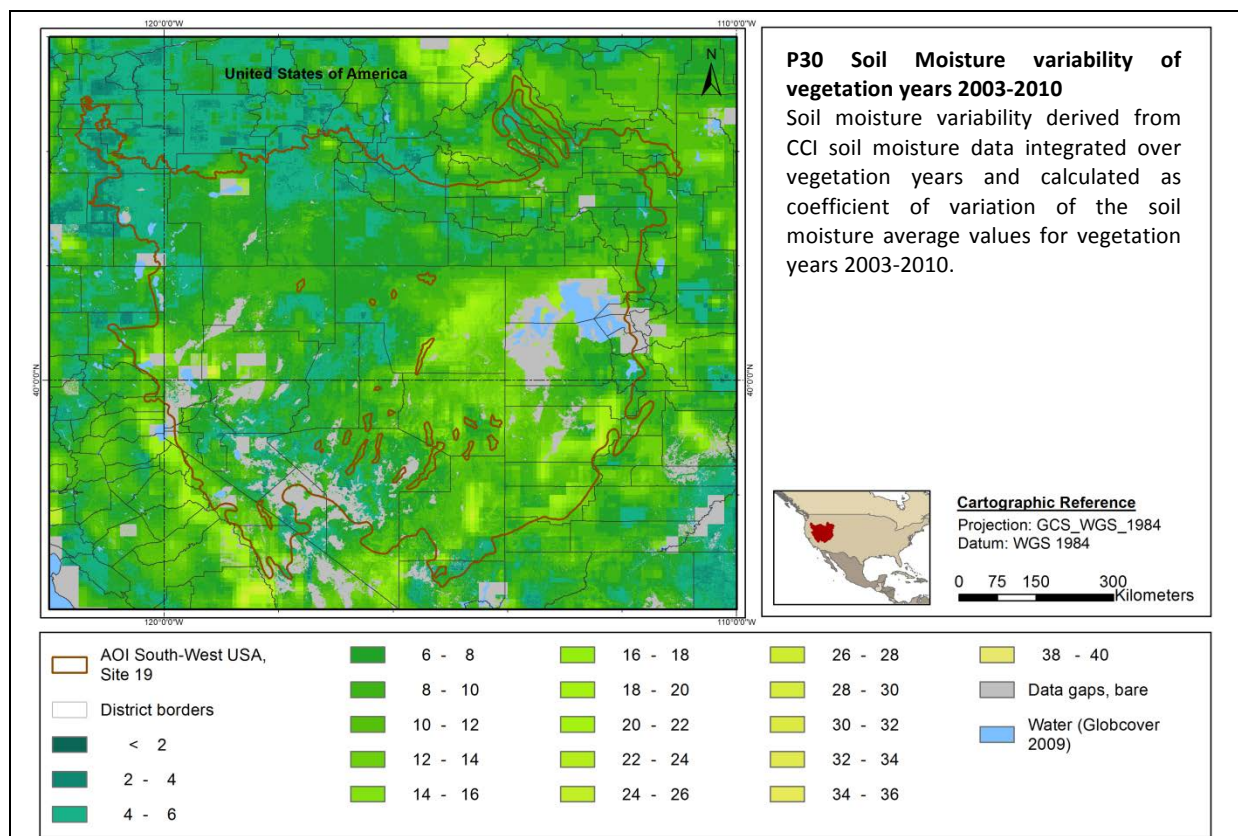 120°0'0"W
110°0'0"W
United States of America
N
40°0'0"N
40°0'0"N
120°0'0"W
110°0'0"W
P30 Soil Moisture variability of
vegetation years 2003-2010
Soil moisture variability derived from
CCI soil moisture data integrated over
vegetation years and calculated as
coefficient of variation of the soil
moisture average values for vegetation
years 2003-2010.
Cartographic Reference
Projection: GCS_WGS_1984
Datum: WGS 1984
0 75 150 300
Kilometers
AOI South-West USA,
Site 19
District borders
< 2
2 - 4
4 - 6
6 - 8
8 - 10
10 - 12
12 - 14
14 - 16
16 - 18
18 - 20
20 - 22
22 - 24
24 - 26
26 - 28
28 - 30
30 - 32
32 - 34
34 - 36
38 - 40
Data gaps, bare
Water (Globcover
2009)